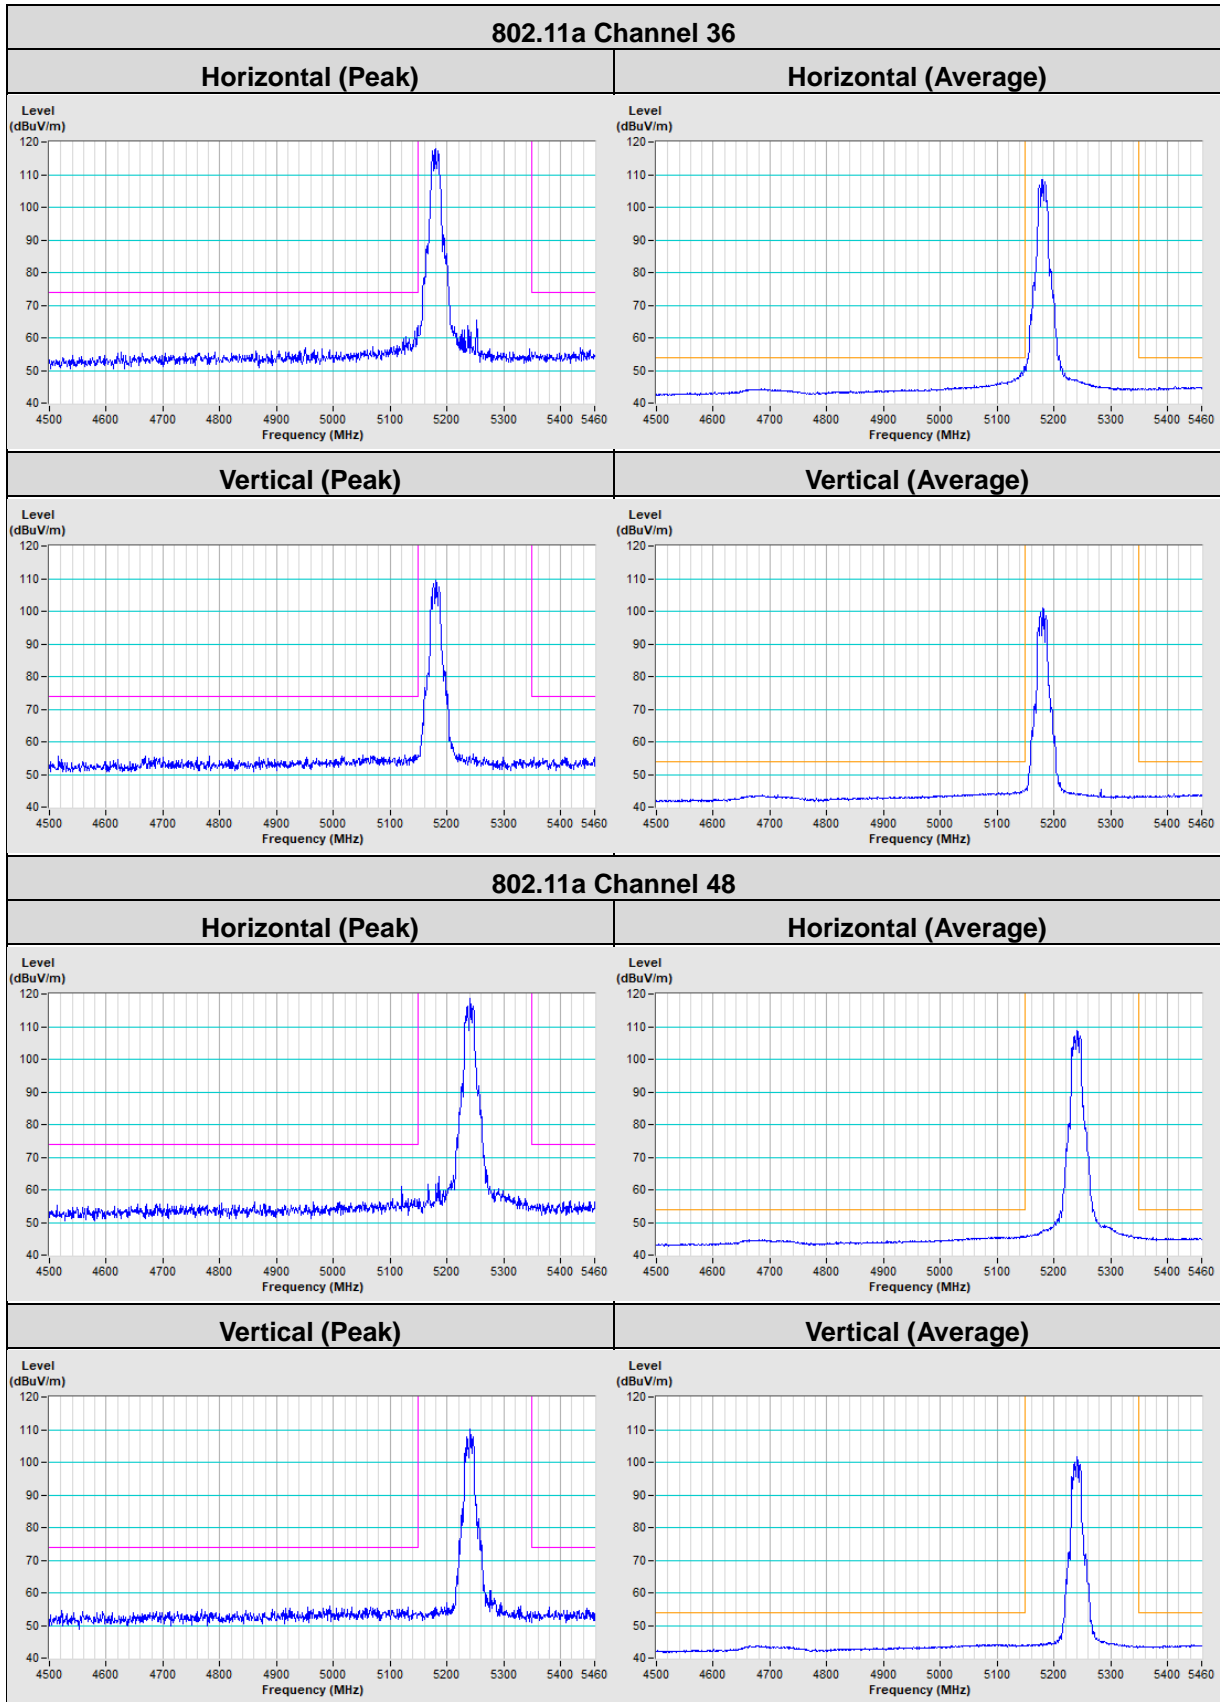 802.11a Channel 36
Horizontal (Peak) Horizontal (Average)
Level Level
(dBuV/m) (dBuV/m)
120 120
110 110
100 100
90 90
80 80
70 70
60 60
50 50
40 40
4500 4600 4700 4800 4900 5000 5100 5200 5300 5400 5460 4500 4600 4700 4800 4900 5000 5100 5200 5300 5400 5460
Frequency (MHz) Frequency (MHz)
Vertical (Peak) Vertical (Average)
Level Level
(dBuV/m) (dBuV/m)
120 120
110 110
100 100
90 90
80 80
70 70
60 60
50 50
40 40
4500 4600 4700 4800 4900 5000 5100 5200 5300 5400 5460 4500 4600 4700 4800 4900 5000 5100 5200 5300 5400 5460
Frequency (MHz) Frequency (MHz)
802.11a Channel 48
Horizontal (Peak) Horizontal (Average)
Level Level
(dBuV/m) (dBuV/m)
120 120
110 110
100 100
90 90
80 80
70 70
60 60
50 50
40 40
4500 4600 4700 4800 4900 5000 5100 5200 5300 5400 5460 4500 4600 4700 4800 4900 5000 5100 5200 5300 5400 5460
Frequency (MHz) Frequency (MHz)
Vertical (Peak) Vertical (Average)
Level Level
(dBuV/m) (dBuV/m)
120 120
110 110
100 100
90 90
80 80
70 70
60 60
50 50
40 40
4500 4600 4700 4800 4900 5000 5100 5200 5300 5400 5460 4500 4600 4700 4800 4900 5000 5100 5200 5300 5400 5460
Frequency (MHz) Frequency (MHz)